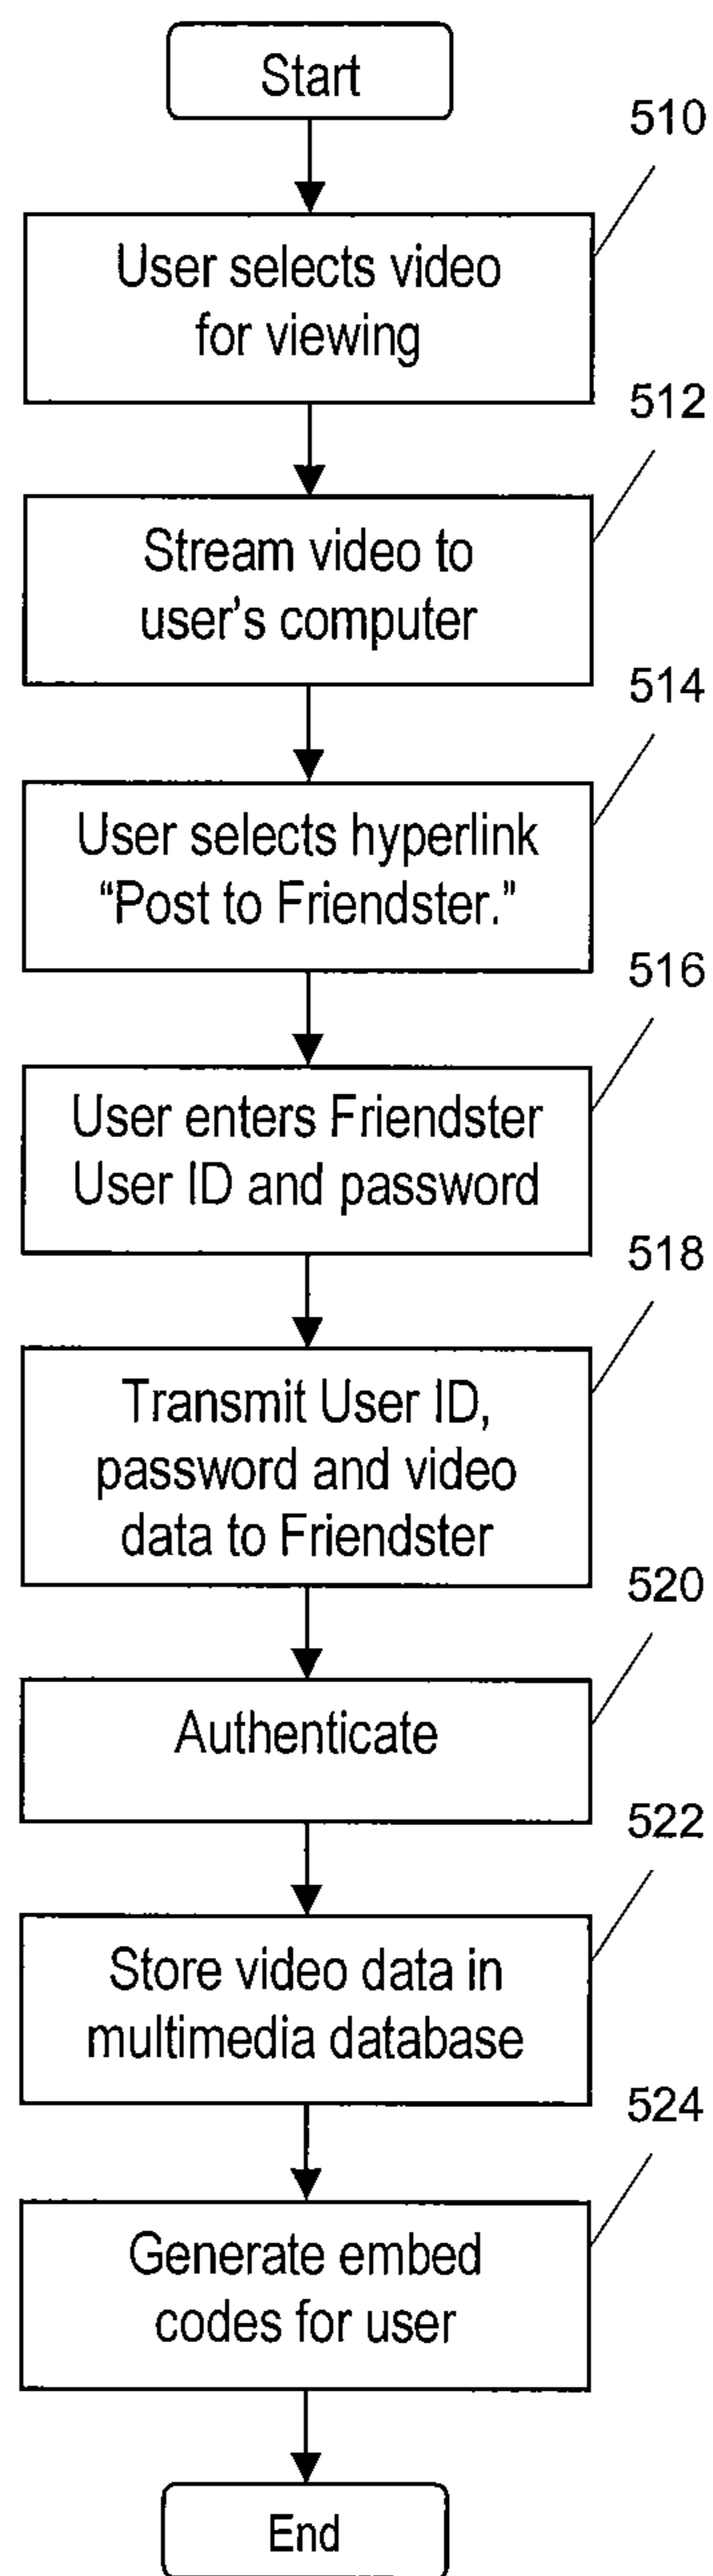 Start
510
User selects video
for viewing
512
Stream video to
user's computer
514
User selects hyperlink
“Post to Friendster.”
516
User enters Friendster
User ID and password
518
Transmit User ID,
password and video
data to Friendster
520
Authenticate
522
Store video data in
multimedia database
524
Generate embed
codes for user
End